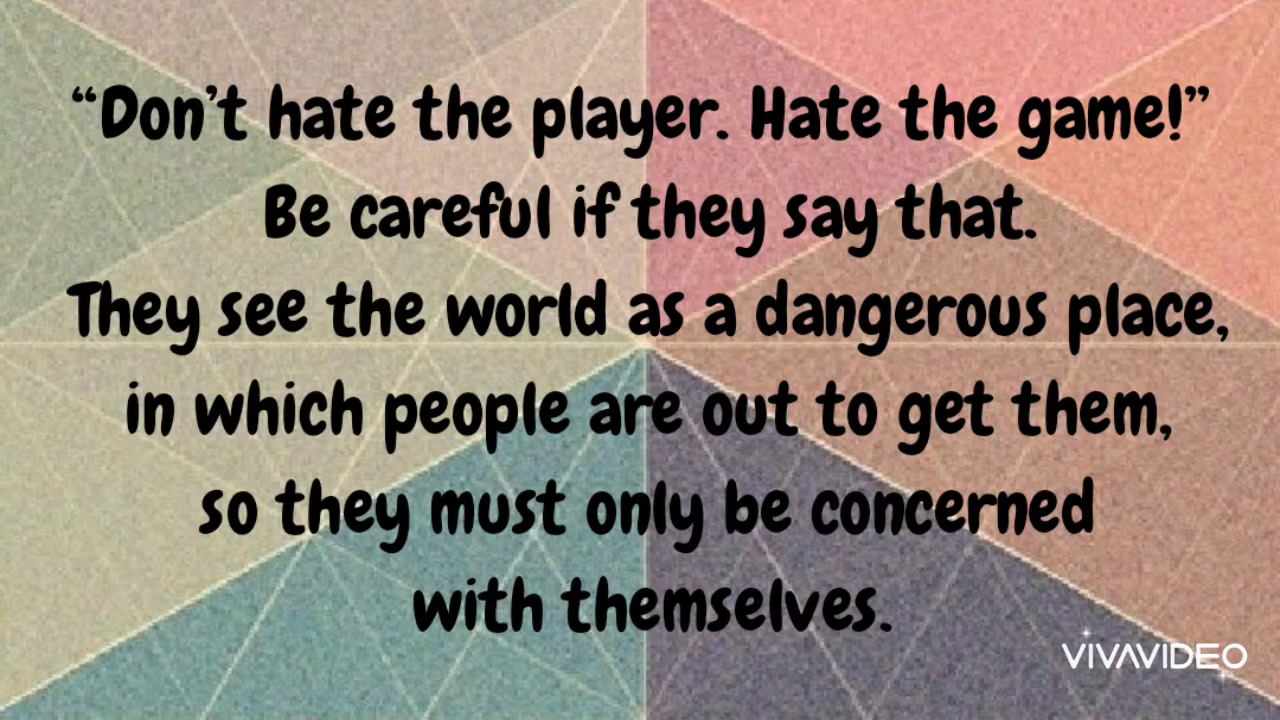 “Don’t hate the player. Hate the game!”
Be careful if they say that.
They see the world as a dangerous place,
in which people are out to get them,
so they must only be concerned
with themselves.
VIVAVIDEO